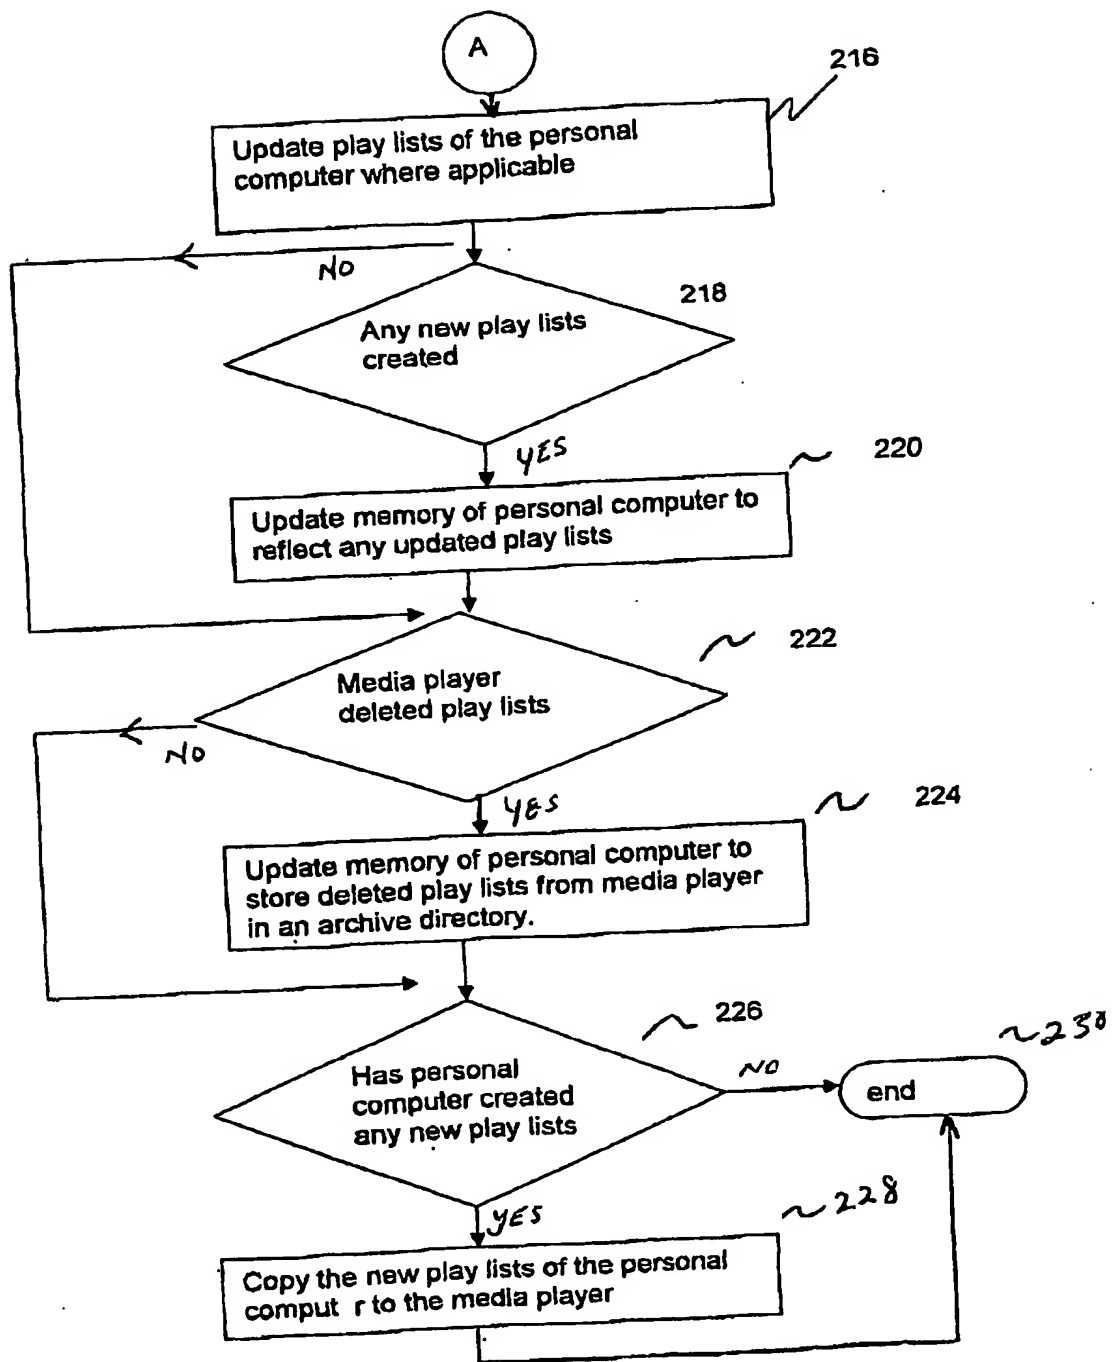 A
216
Update play lists of the personal
computer where applicable
NO
218
Any new play lists
created
YES
220
Update memory of personal computer to
reflect any updated play lists
222
Media player
deleted play lists
NO
YES
224
Update memory of personal computer to
store deleted play lists from media player
in an archive directory.
226
Has personal
computer created
any new play lists
NO
230
end
YES
228
Copy the new play lists of the personal
comput r to the media player